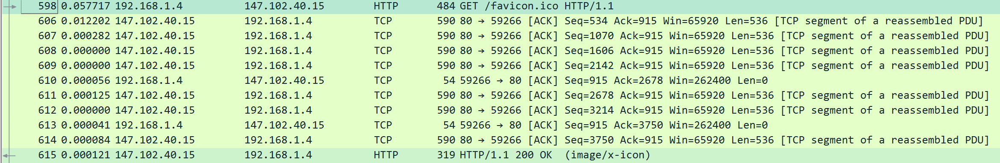 598 0.057717 192.168.1.4 147.102.40.15 HTTP 484 GET /favicon.ico HTTP/1.1
606 0.012202 147.102.40.15 192.168.1.4 TCP 590 80 → 59266 [ACK] Seq=534 Ack=915 Win=65920 Len=536 [TCP segment of a reassembled PDU]
607 0.000282 147.102.40.15 192.168.1.4 TCP 590 80 → 59266 [ACK] Seq=1070 Ack=915 Win=65920 Len=536 [TCP segment of a reassembled PDU]
608 0.000000 147.102.40.15 192.168.1.4 TCP 590 80 → 59266 [ACK] Seq=1606 Ack=915 Win=65920 Len=536 [TCP segment of a reassembled PDU]
609 0.000000 147.102.40.15 192.168.1.4 TCP 590 80 → 59266 [ACK] Seq=2142 Ack=915 Win=65920 Len=536 [TCP segment of a reassembled PDU]
610 0.000056 192.168.1.4 147.102.40.15 TCP 54 59266 → 80 [ACK] Seq=915 Ack=2678 Win=262400 Len=0
611 0.000125 147.102.40.15 192.168.1.4 TCP 590 80 → 59266 [ACK] Seq=2678 Ack=915 Win=65920 Len=536 [TCP segment of a reassembled PDU]
612 0.000000 147.102.40.15 192.168.1.4 TCP 590 80 → 59266 [ACK] Seq=3214 Ack=915 Win=65920 Len=536 [TCP segment of a reassembled PDU]
613 0.000041 192.168.1.4 147.102.40.15 TCP 54 59266 → 80 [ACK] Seq=915 Ack=3750 Win=262400 Len=0
614 0.000084 147.102.40.15 192.168.1.4 TCP 590 80 → 59266 [ACK] Seq=3750 Ack=915 Win=65920 Len=536 [TCP segment of a reassembled PDU]
615 0.000121 147.102.40.15 192.168.1.4 HTTP 319 HTTP/1.1 200 OK (image/x-icon)